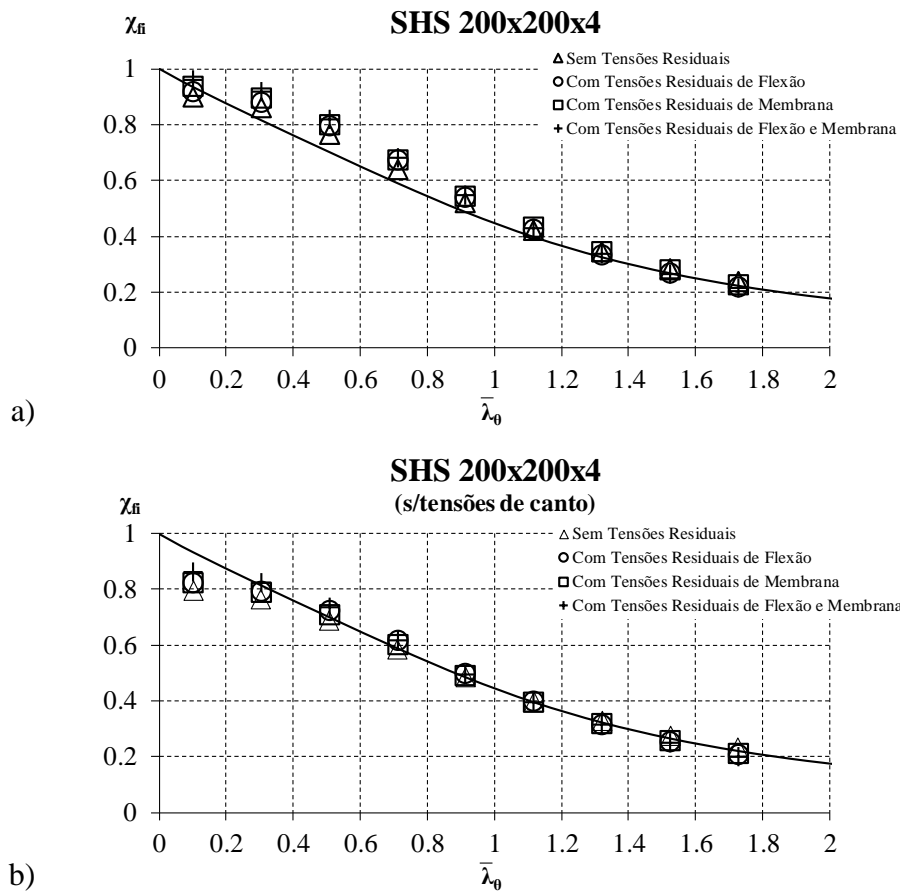 χfi
SHS 200x200x4
Sem Tensões Residuais
Com Tensões Residuais de Flexão
Com Tensões Residuais de Membrana
Com Tensões Residuais de Flexão e Membrana
1
0.8
0.6
0.4
0.2
0
0 0.2 0.4 0.6 0.8 1 1.2 1.4 1.6 1.8 2
λ̅θ
a)
SHS 200x200x4
(s/tensões de canto)
χfi
Sem Tensões Residuais
Com Tensões Residuais de Flexão
Com Tensões Residuais de Membrana
Com Tensões Residuais de Flexão e Membrana
1
0.8
0.6
0.4
0.2
0
0 0.2 0.4 0.6 0.8 1 1.2 1.4 1.6 1.8 2
λ̅θ
b)